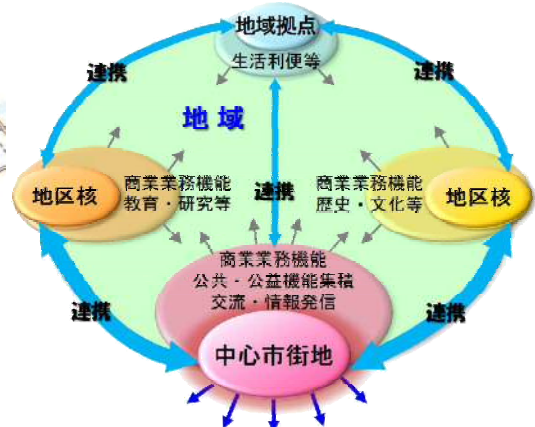 地域拠点
生活利便等
連携
連携
地域
地区核
商業業務機能
教育・研究等
連携
商業業務機能
歴史・文化等
地区核
商業業務機能
公共・公益機能集積
交流・情報発信
連携
連携
中心市街地